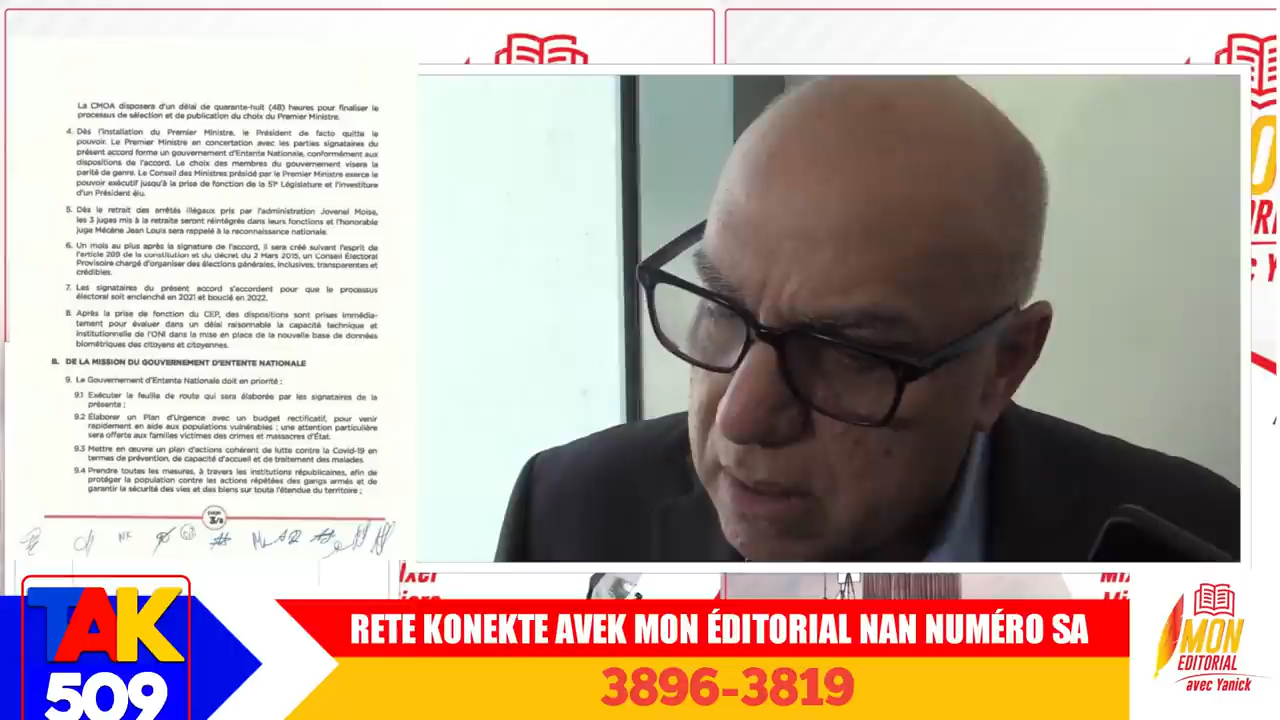 La CMOA disposera d'un délai de quarante-huit (48) heures pour finaliser le
processus de sélection et de publication du choix du Premier Ministre.
4. Dès l'installation du Premier Ministre, le Président de facto quitte le
pouvoir. Le Premier Ministre en concertation avec les parties signataires du
présent accord forme un gouvernement d'Entente Nationale, conformément aux
dispositions de l'accord. Le choix des membres du gouvernement visera la
parité de genre. Le Conseil des Ministres présidé par le Premier Ministre exerce le
pouvoir exécutif jusqu'à la prise de fonction de la 51e Législature et l'investiture
d'un Président élu.
5. Dès le retrait des arrêtés illégaux pris par l'administration Jovenel Moise,
les 3 juges mis à la retraite seront réintégrés dans leurs fonctions et l'honorable
juge Mécène Jean Louis sera rappelé à la reconnaissance nationale.
6. Un mois au plus après la signature de l'accord, il sera créé suivant l'esprit de
l'article 289 de la constitution et du décret du 2 Mars 2015, un Conseil Électoral
Provisoire chargé d'organiser des élections générales, inclusives, transparentes et
crédibles.
7. Les signataires du présent accord s'accordent pour que le processus
électoral soit enclenché en 2021 et bouclé en 2022.
8. Après la prise de fonction du CEP, des dispositions sont prises immédia-
tement pour évaluer dans un délai raisonnable la capacité technique et
institutionnelle de l'ONI dans la mise en place de la nouvelle base de données
biométriques des citoyens et citoyennes.
B. DE LA MISSION DU GOUVERNEMENT D'ENTENTE NATIONALE
9. Le Gouvernement d'Entente Nationale doit en priorité :
9.1 Exécuter la feuille de route qui sera élaborée par les signataires de la
présente ;
9.2 Élaborer un Plan d'Urgence avec un budget rectificatif, pour venir
rapidement en aide aux populations vulnérables ; une attention particulière
sera offerte aux familles victimes des crimes et massacres d'État.
9.3 Mettre en œuvre un plan d'actions cohérent de lutte contre la Covid-19 en
termes de prévention, de capacité d'accueil et de traitement des malades.
9.4 Prendre toutes les mesures, à travers les institutions républicaines, afin de
protéger la population contre les actions répétées des gangs armés et de
garantir la sécurité des vies et des biens sur toute l'étendue du territoire ;
page
3/8
NK
TAK
509
RETE KONEKTE AVEK MON ÉDITORIAL NAN NUMÉRO SA
3896-3819
MON
EDITORIAL
avec Yanick